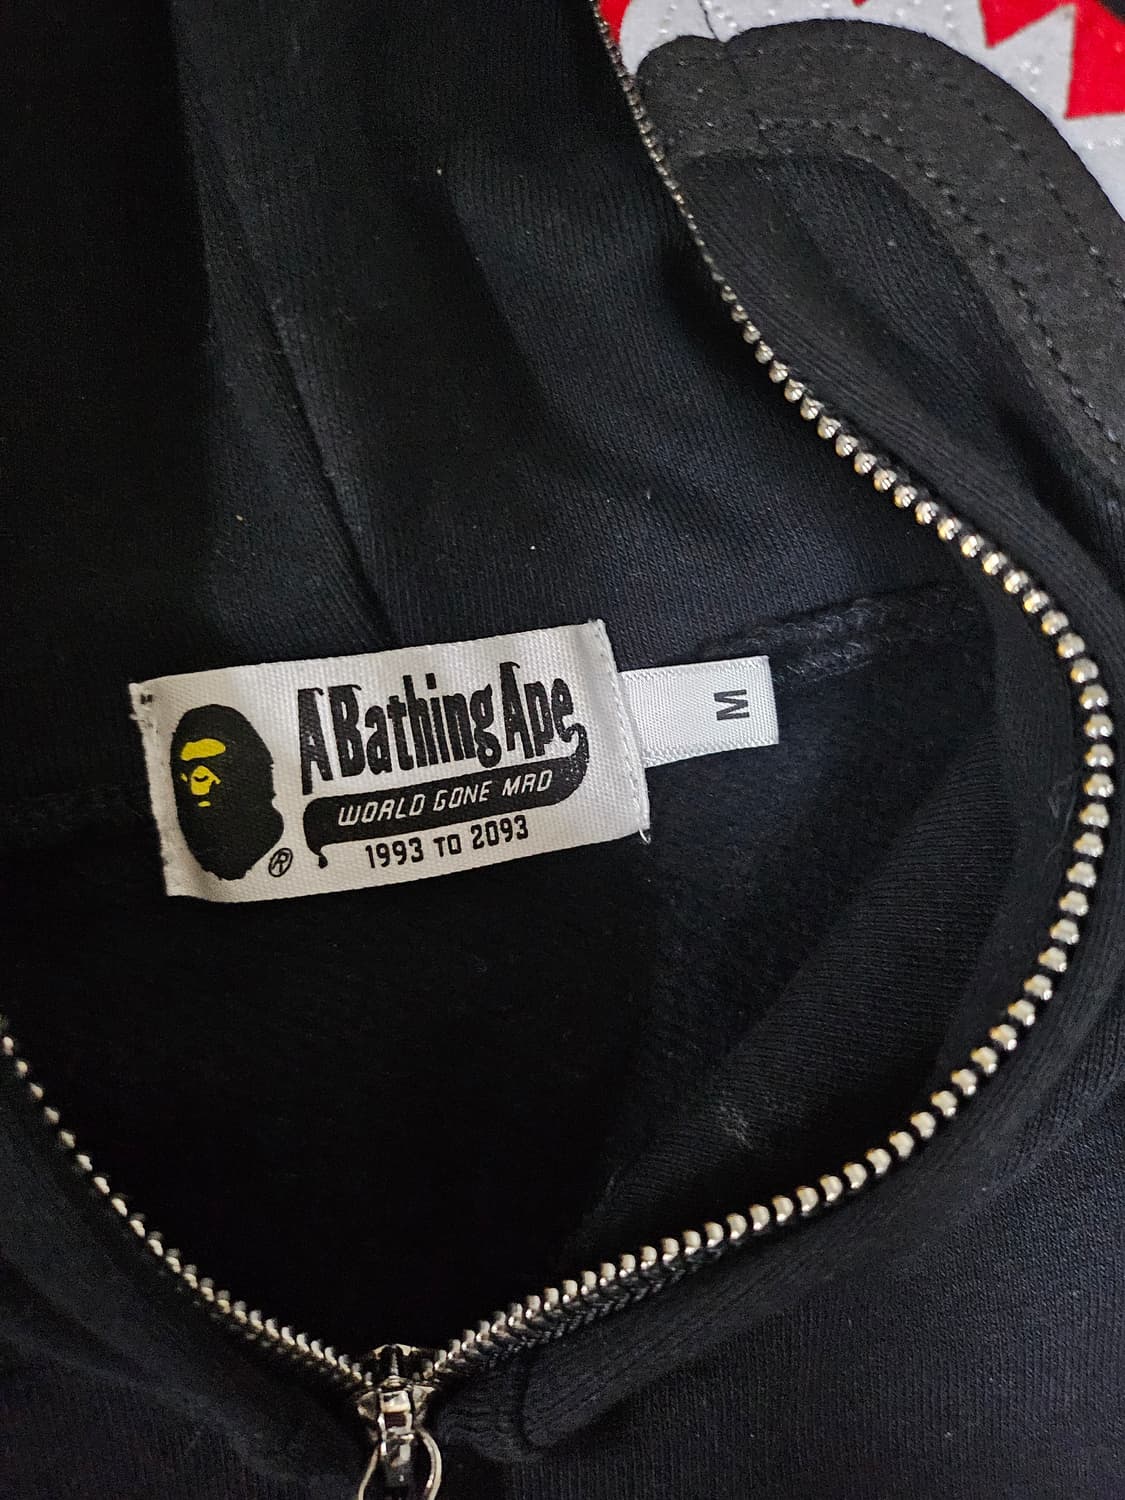 A Bathing Ape
WORLD GONE MAD
1993 TO 2093
®
M